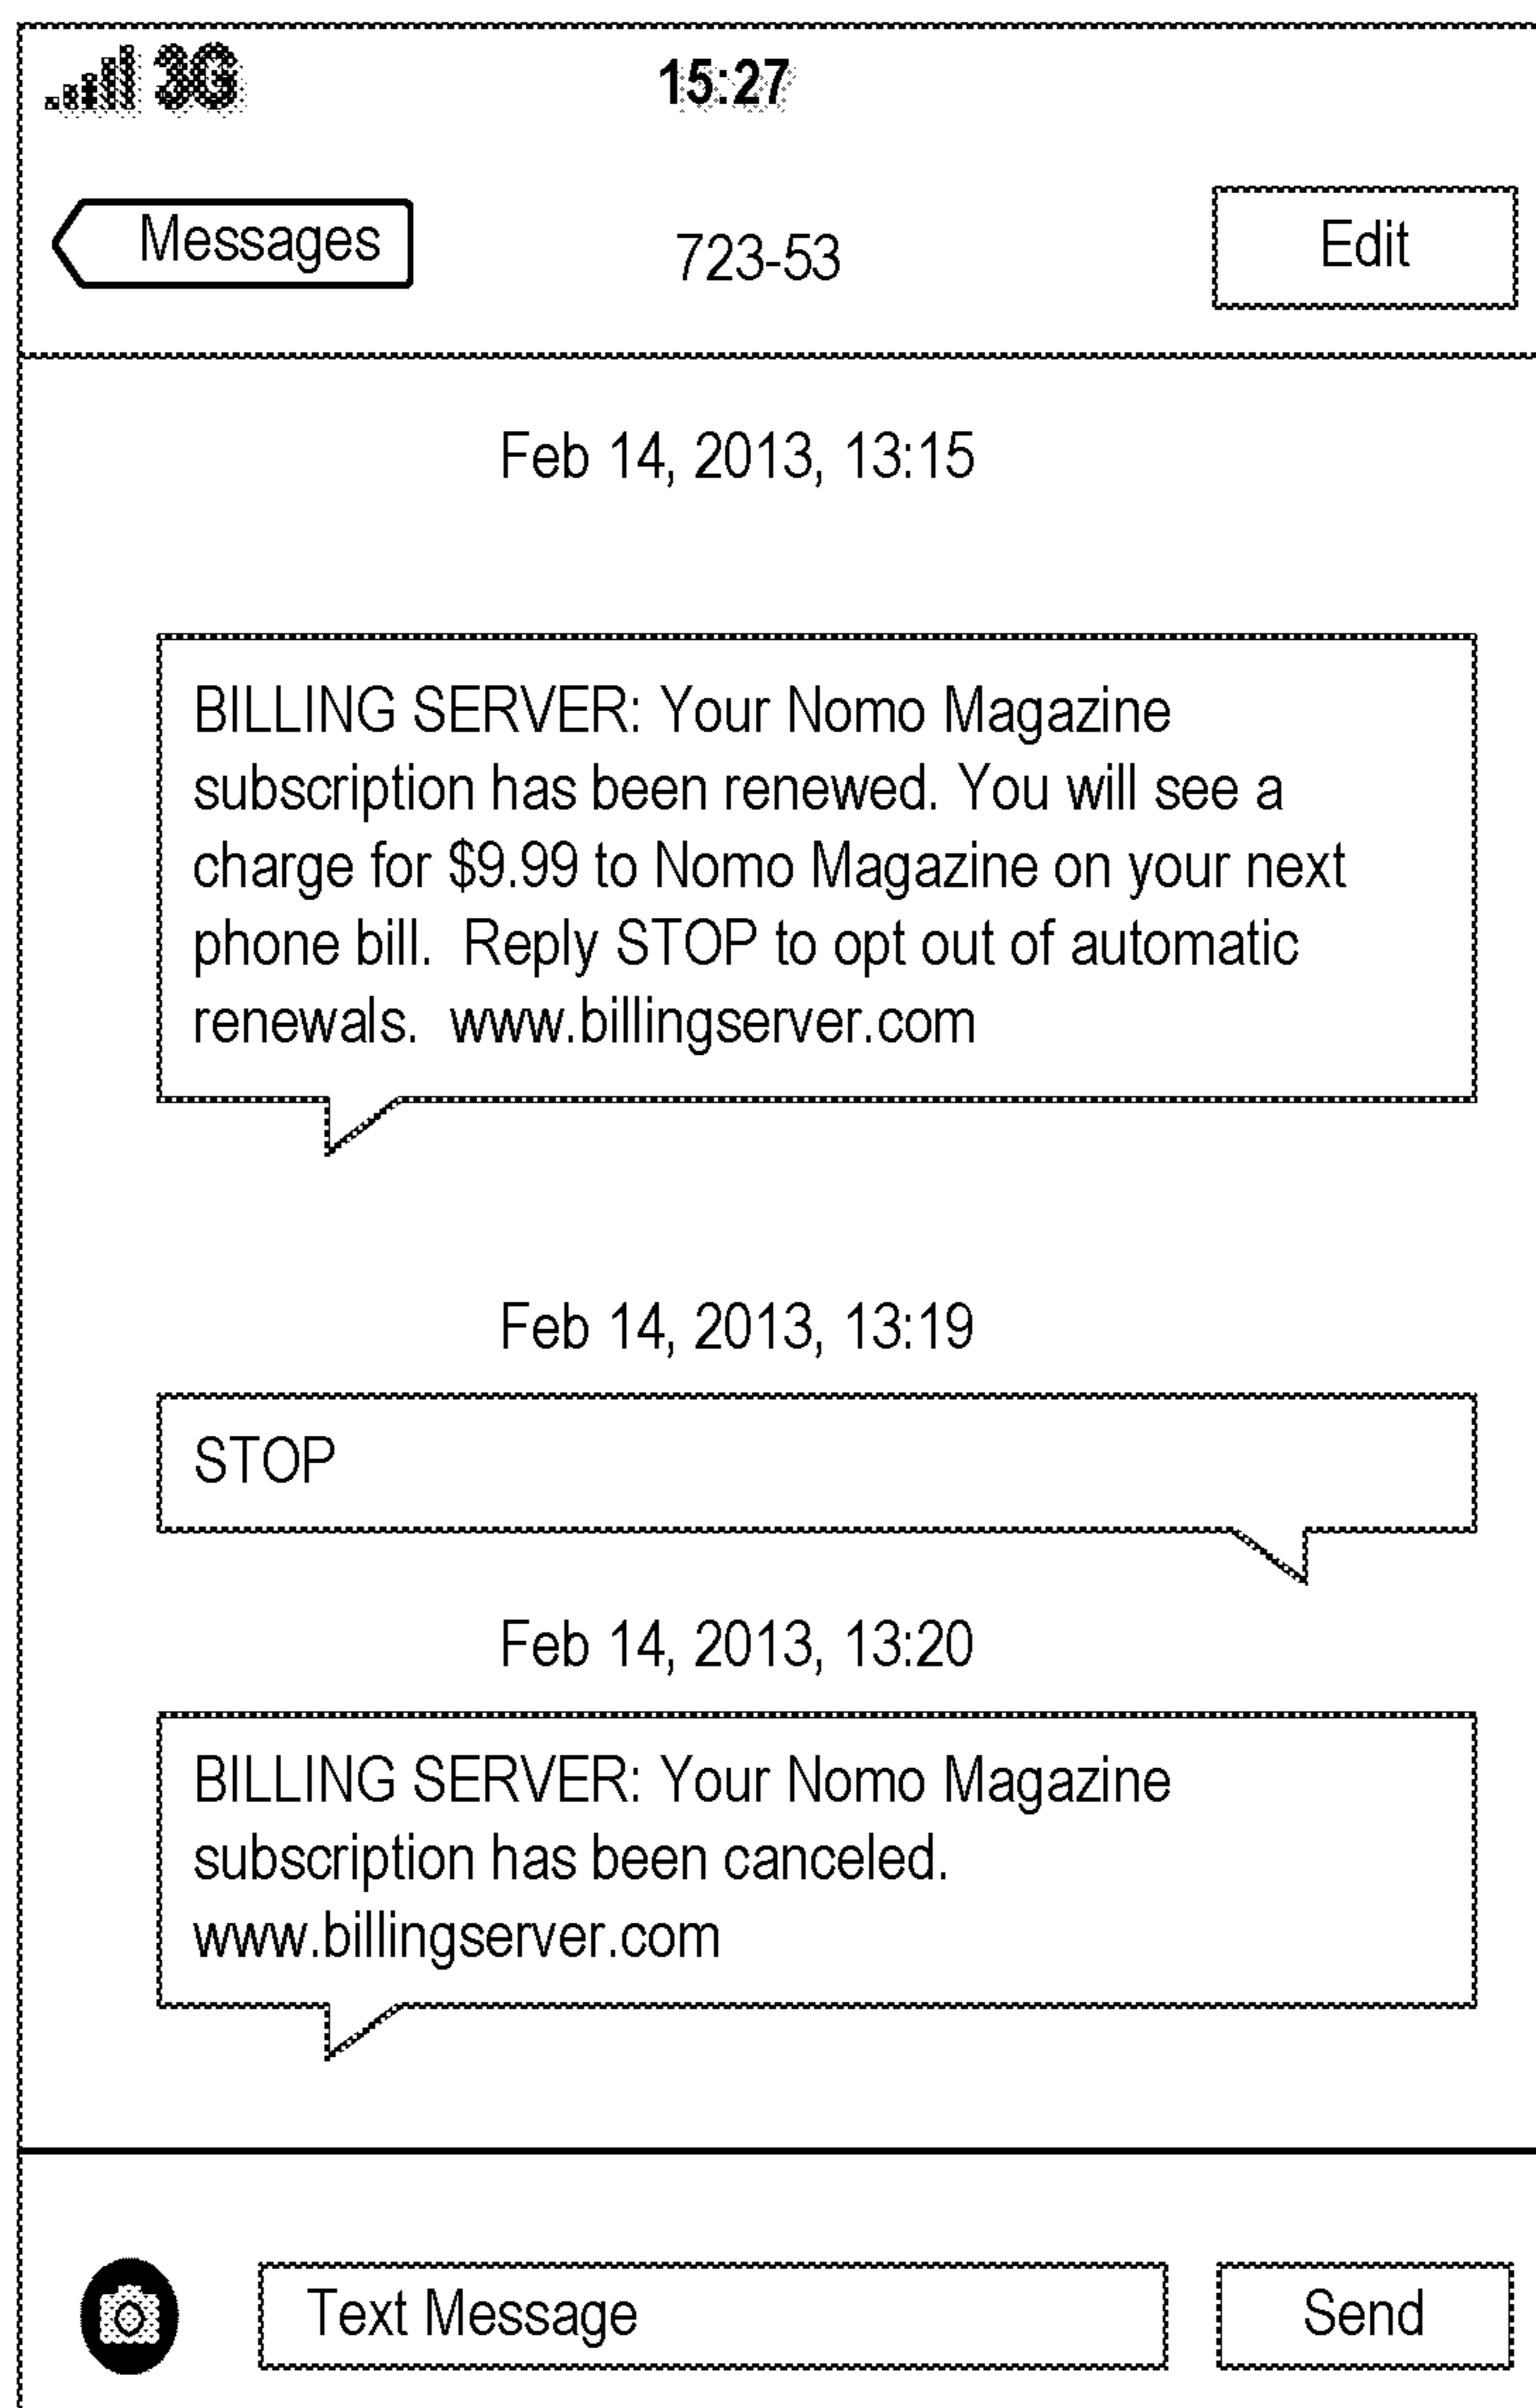 3G 15:27
Messages 723-53 Edit
Feb 14, 2013, 13:15
BILLING SERVER: Your Nomo Magazine
subscription has been renewed. You will see a
charge for $9.99 to Nomo Magazine on your next
phone bill.  Reply STOP to opt out of automatic
renewals.  www.billingserver.com
Feb 14, 2013, 13:19
STOP
Feb 14, 2013, 13:20
BILLING SERVER: Your Nomo Magazine
subscription has been canceled.
www.billingserver.com
Text Message Send